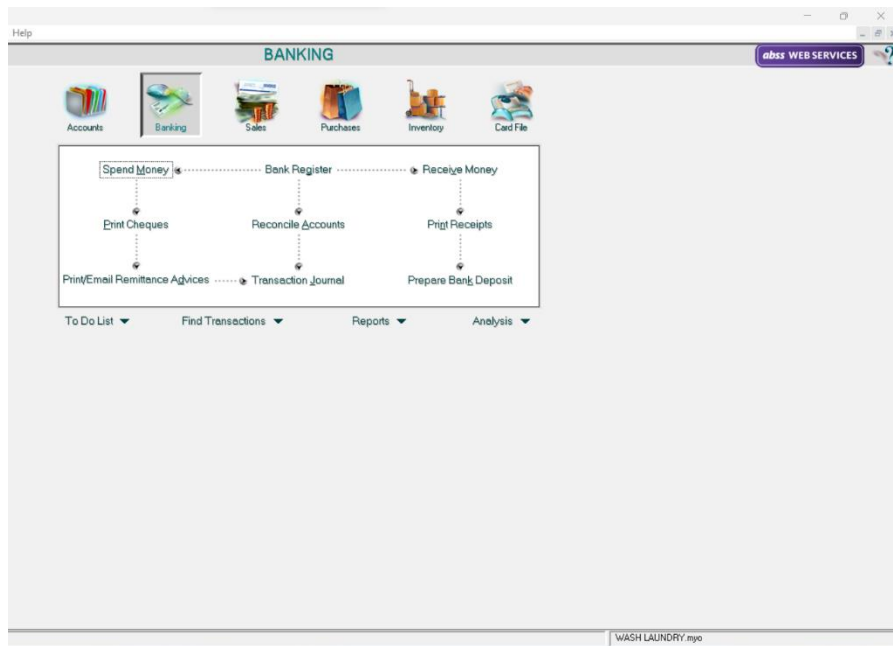 Help
BANKING
abss WEB SERVICES
Accounts
Banking
Sales
Purchases
Inventory
Card File
Spend Money
Bank Register
Receive Money
Print Cheques
Reconcile Accounts
Print Receipts
Print/Email Remittance Advices
Transaction Journal
Prepare Bank Deposit
To Do List
Find Transactions
Reports
Analysis
WASH LAUNDRY.myo